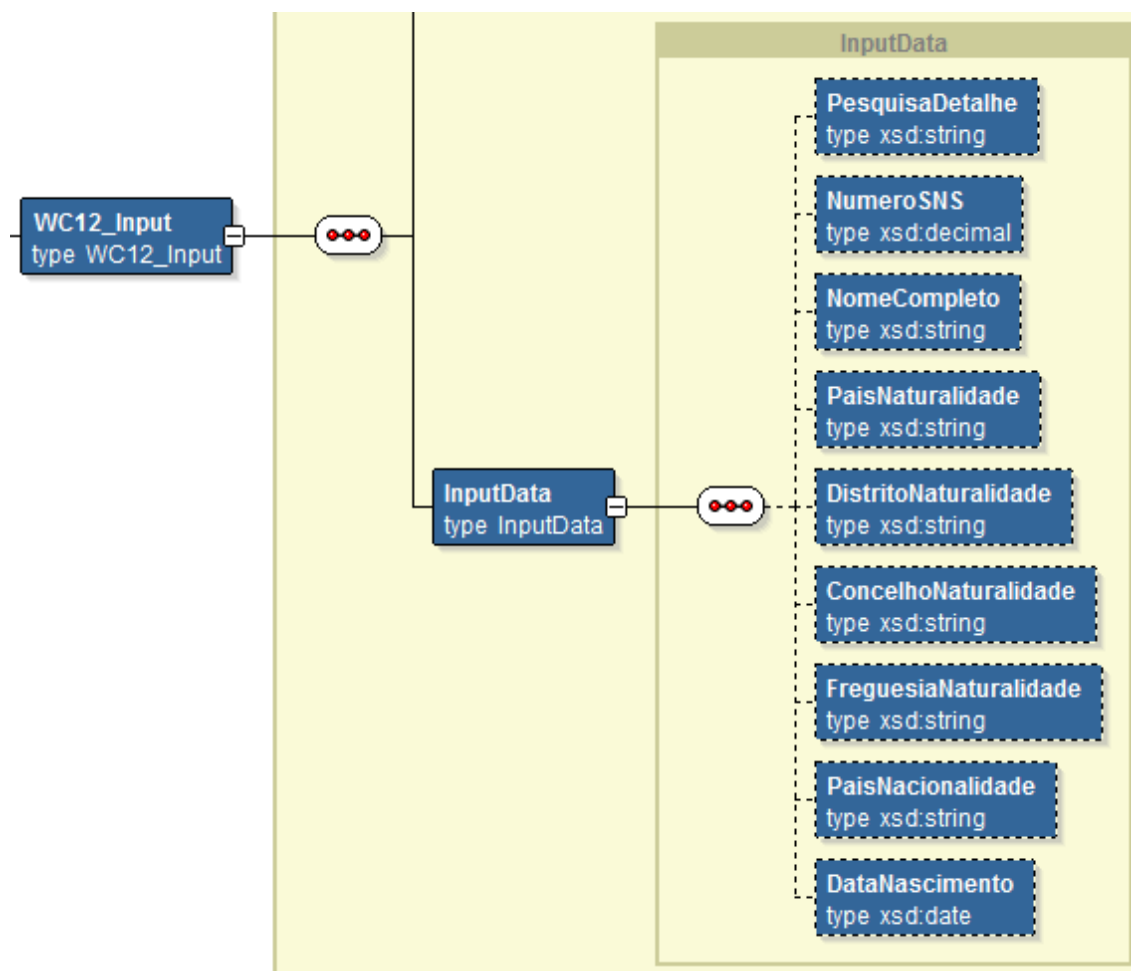 InputData
PesquisaDetalhe
type xsd:string
NumeroSNS
type xsd:decimal
WC12_Input
type WC12_Input
NomeCompleto
type xsd:string
PaisNaturalidade
type xsd:string
InputData
type InputData
DistritoNaturalidade
type xsd:string
ConcelhoNaturalidade
type xsd:string
FreguesiaNaturalidade
type xsd:string
PaisNacionalidade
type xsd:string
DataNascimento
type xsd:date